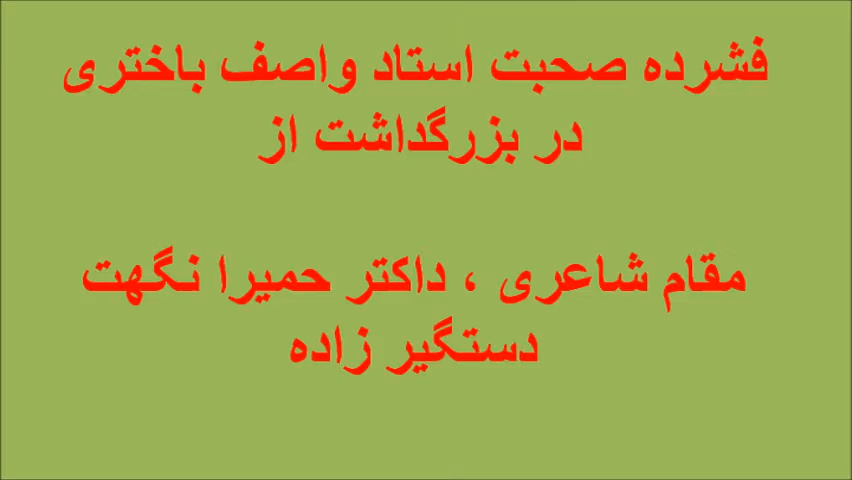 فشرده صحبت استاد واصف باختری
در بزرگداشت از
مقام شاعری ، داکتر حمیرا نگهت
دستگیر زاده